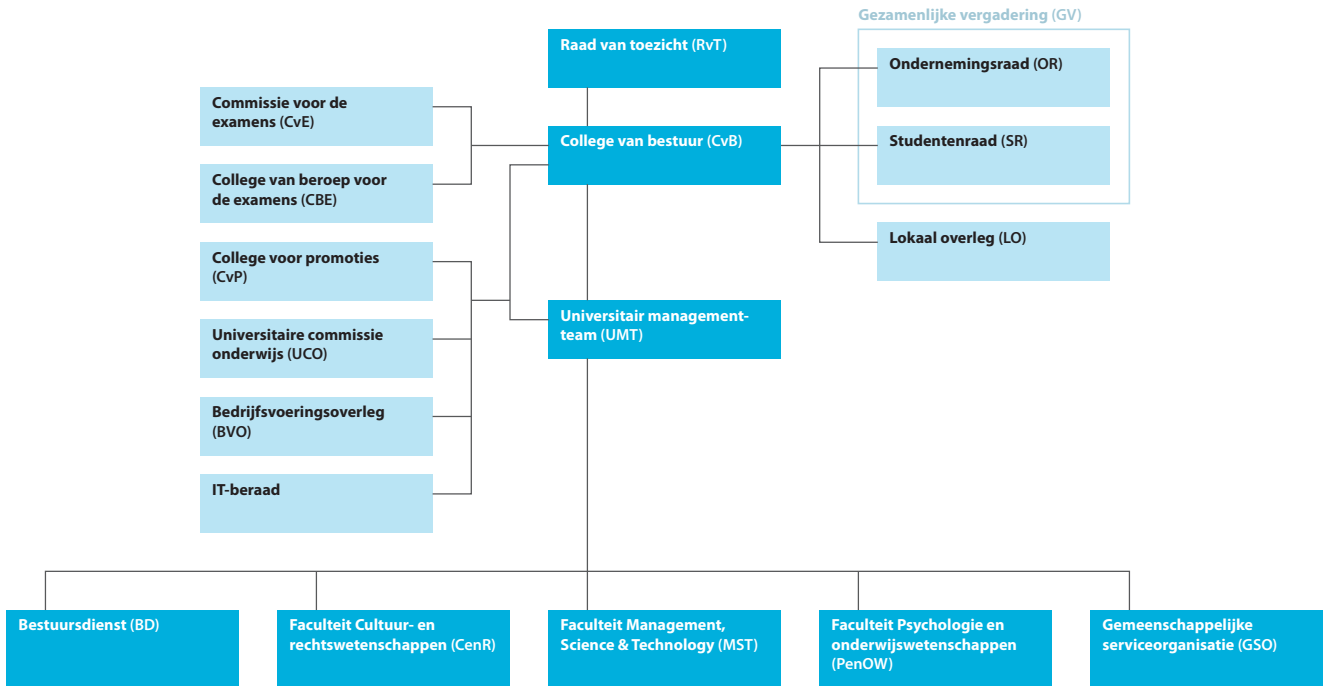 Gezamenlijke vergadering (GV)
Raad van toezicht (RvT)
Ondernemingsraad (OR)
Commissie voor de
examens (CvE)
College van bestuur (CvB)
Studentenraad (SR)
College van beroep voor
de examens (CBE)
Lokaal overleg (LO)
College voor promoties
(CvP)
Universitair management-
team (UMT)
Universitaire commissie
onderwijs (UCO)
Bedrijfsvoeringsoverleg
(BVO)
IT-beraad
Bestuursdienst (BD)
Faculteit Cultuur- en
rechtswetenschappen (CenR)
Faculteit Management,
Science & Technology (MST)
Faculteit Psychologie en
onderwijswetenschappen
(PenOW)
Gemeenschappelijke
serviceorganisatie (GSO)